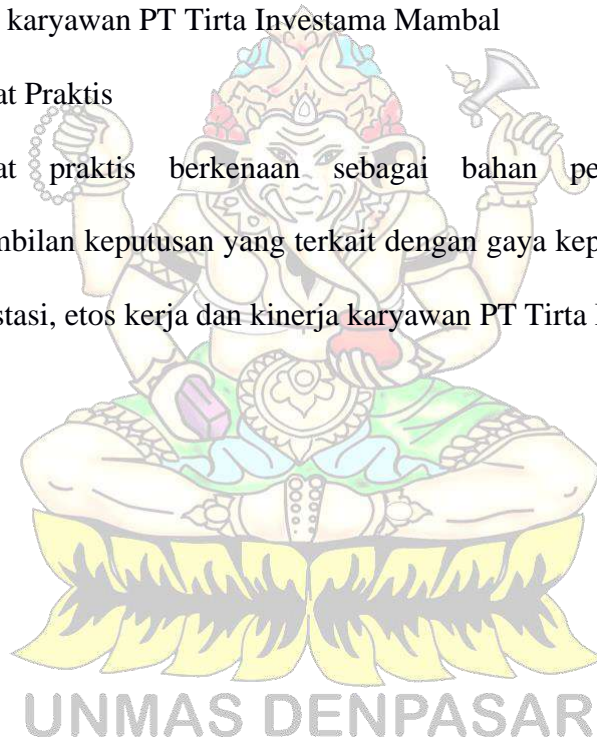 karyawan PT Tirta Investama Mambal
at Praktis
at praktis berkenaan sebagai bahan pe
mbilan keputusan yang terkait dengan gaya kep
stasi, etos kerja dan kinerja karyawan PT Tirta
UNMAS DENPASAR